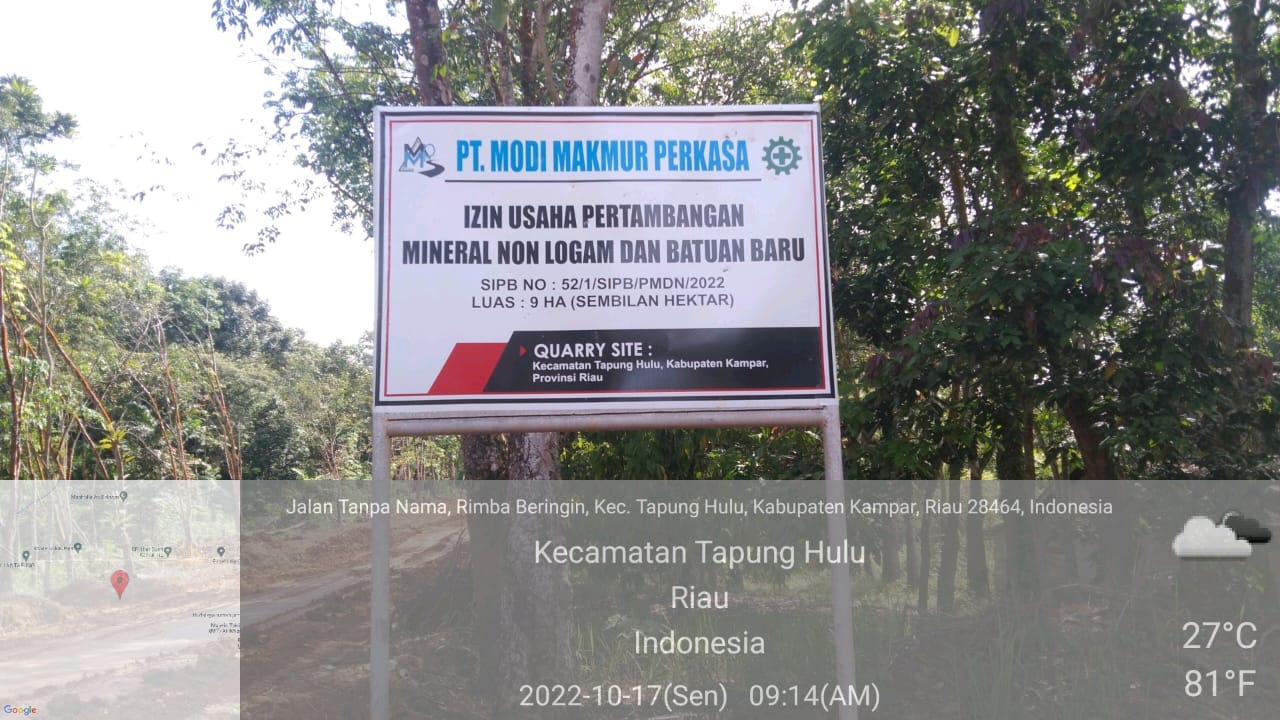 PT. MODI MAKMUR PERKASA
IZIN USAHA PERTAMBANGAN
MINERAL NON LOGAM DAN BATUAN BARU
SIPB NO : 52/1/SIPB/PMDN/2022
LUAS : 9 HA (SEMBILAN HEKTAR)
QUARRY SITE :
Kecamatan Tapung Hulu, Kabupaten Kampar,
Provinsi Riau
Jalan Tanpa Nama, Rimba Beringin, Kec. Tapung Hulu, Kabupaten Kampar, Riau 28464, Indonesia
Kecamatan Tapung Hulu
Riau
Indonesia
2022-10-17(Sen) 09:14(AM)
27°C
81°F
Google